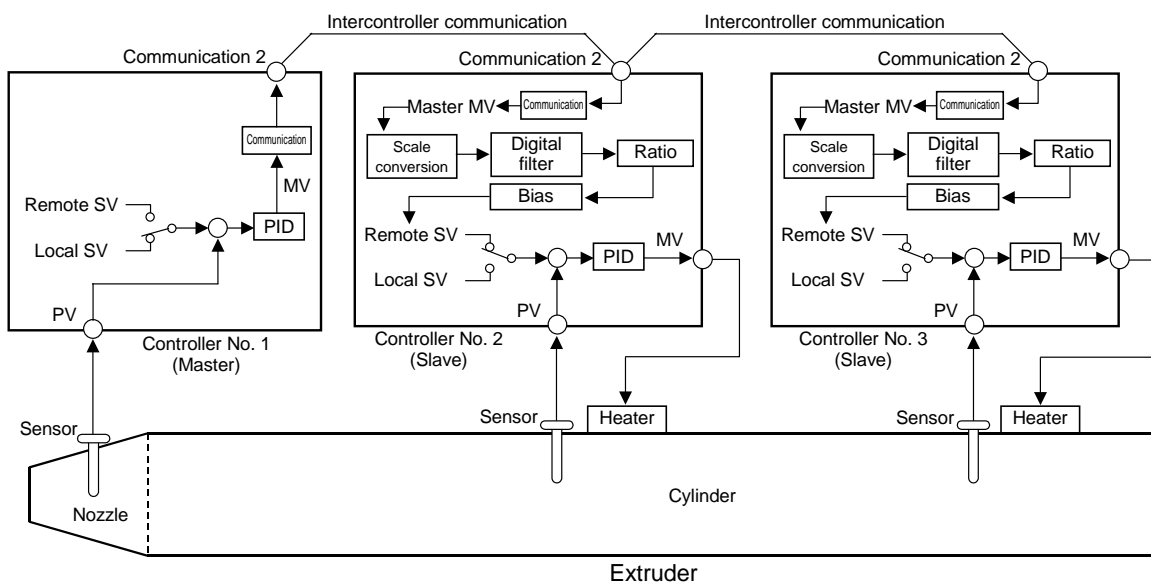 Intercontroller communication
Intercontroller communication
Communication 2
Communication 2
Communication 2
Communication
MV
Remote SV
Local SV
PID
PV
Controller No. 1
(Master)
Master MV
Communication
Scale
conversion
Digital
filter
Ratio
Bias
Remote SV
Local SV
PID
MV
PV
Controller No. 2
(Slave)
Master MV
Communication
Scale
conversion
Digital
filter
Ratio
Bias
Remote SV
Local SV
PID
MV
PV
Controller No. 3
(Slave)
Sensor
Sensor
Heater
Sensor
Heater
Nozzle
Cylinder
Extruder